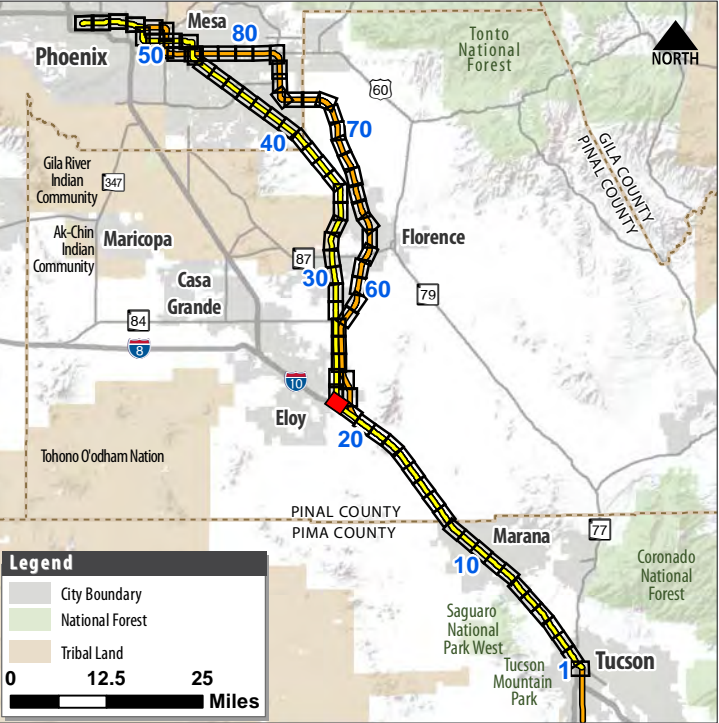 Mesa
80
Phoenix
50
Tonto
National
Forest
NORTH
60
70
40
GILA COUNTY
PINAL COUNTY
Gila River
Indian
Community
347
Ak-Chin
Indian
Community
Maricopa
Florence
87
30
60
79
Casa
Grande
84
8
10
Eloy
20
Tohono O'odham Nation
PINAL COUNTY
PIMA COUNTY
Marana
77
10
Coronado
National
Forest
Saguaro
National
Park West
Tucson
Mountain
Park
1
Tucson
Legend
City Boundary
National Forest
Tribal Land
0 12.5 25
Miles